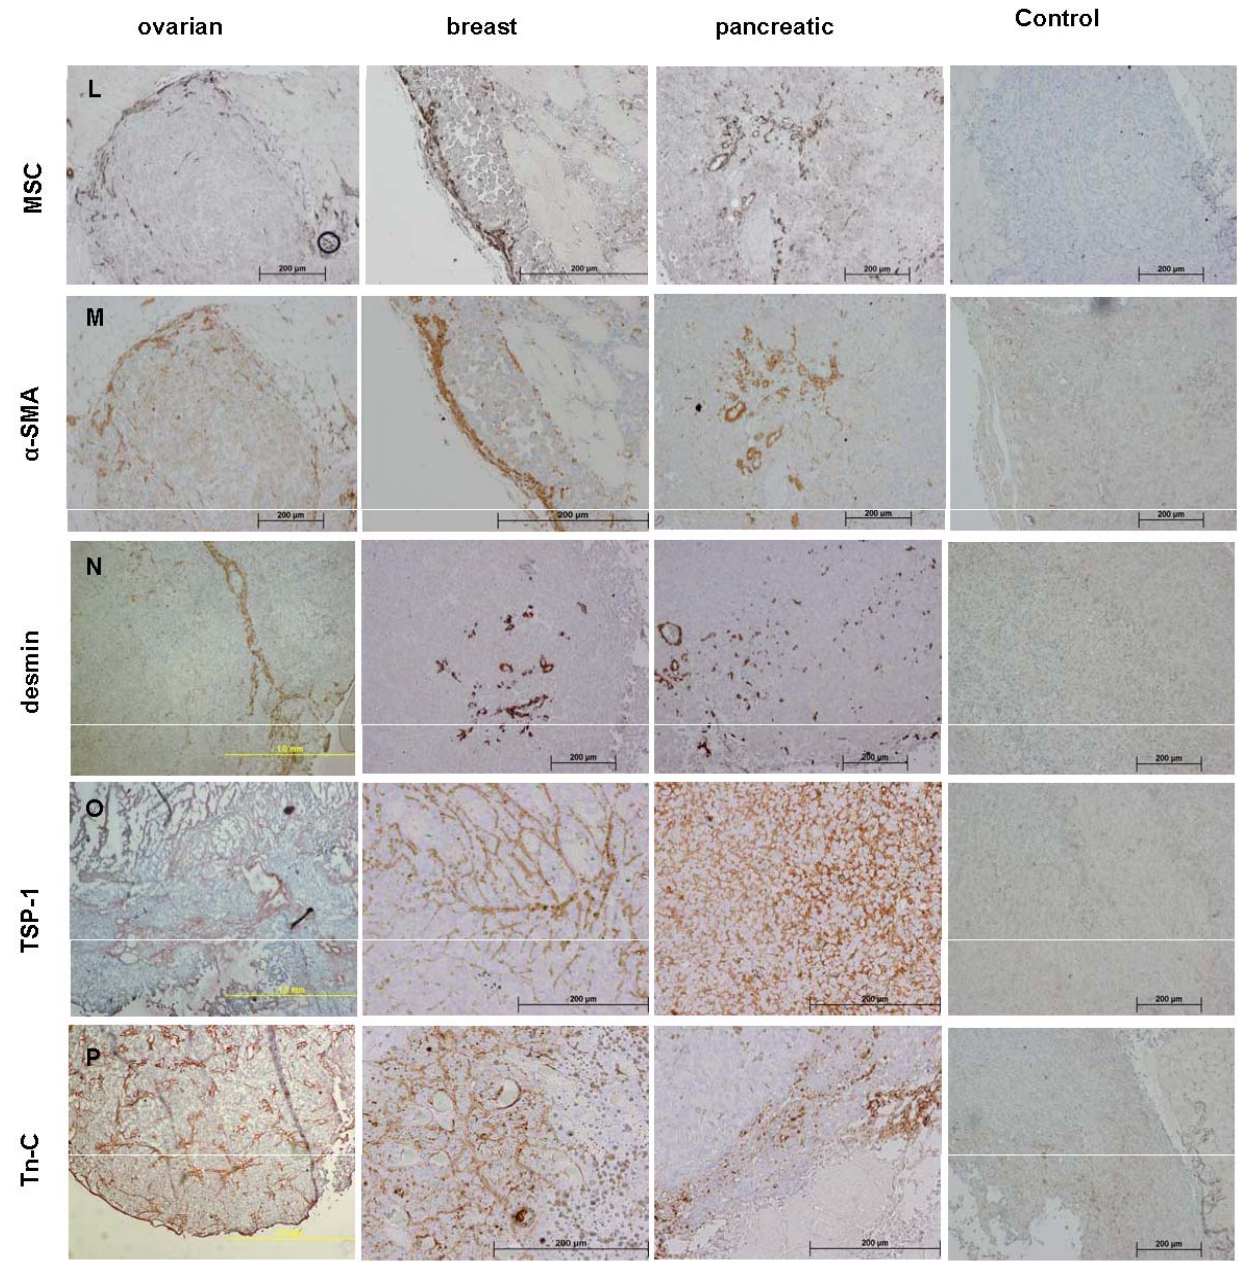 ovarian breast pancreatic Control
MSC
L
200 µm 200 µm 200 µm 200 µm
α-SMA
M
200 µm 200 µm 200 µm 200 µm
desmin
N
1.0 mm 200 µm 200 µm 200 µm
TSP-1
O
1.0 mm 200 µm 200 µm 200 µm
Tn-C
P
200 µm 200 µm 200 µm